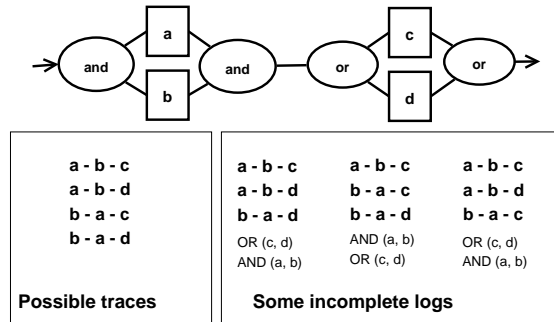 a
c
and
and
or
or
b
d
a - b - c
a - b - d
b - a - c
b - a - d
Possible traces
a - b - c
a - b - d
b - a - d
OR (c, d)
AND (a, b)
a - b - c
b - a - c
b - a - d
AND (a, b)
OR (c, d)
a - b - c
a - b - d
b - a - c
OR (c, d)
AND (a, b)
Some incomplete logs